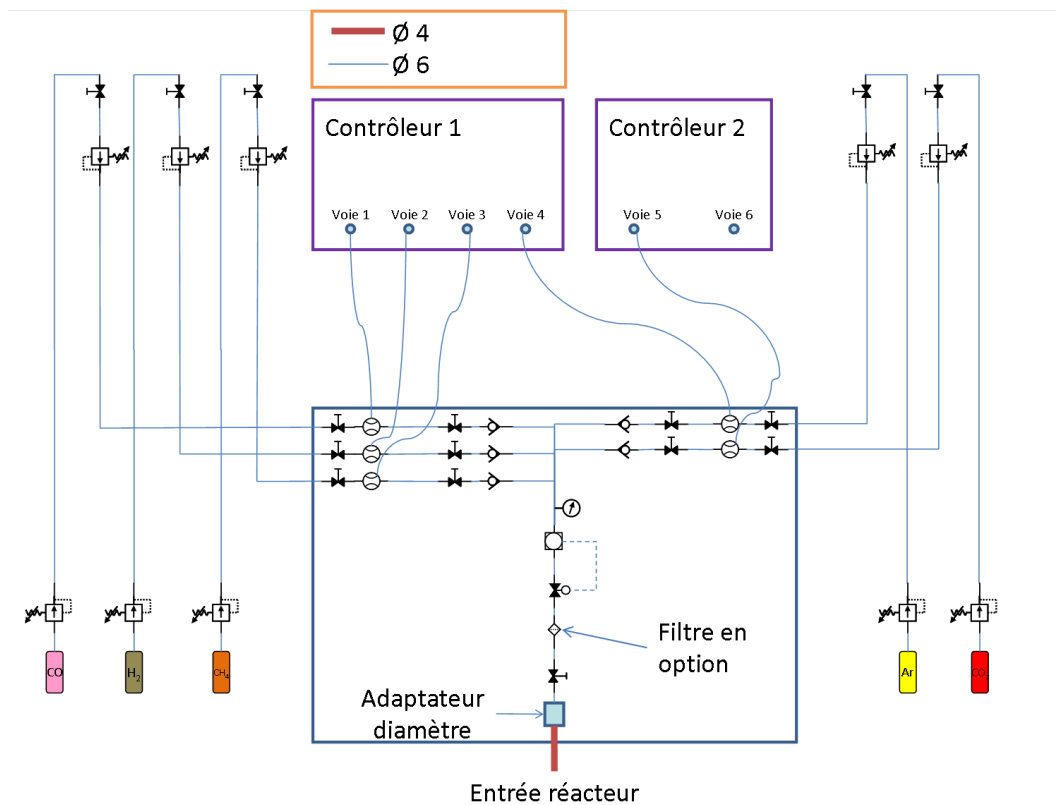 Ø 4
Ø 6
Contrôleur 1
Contrôleur 2
Voie 1
Voie 2
Voie 3
Voie 4
Voie 5
Voie 6
Filtre en
option
CO
H2
CH4
Ar
CO2
Adaptateur
diamètre
Entrée réacteur